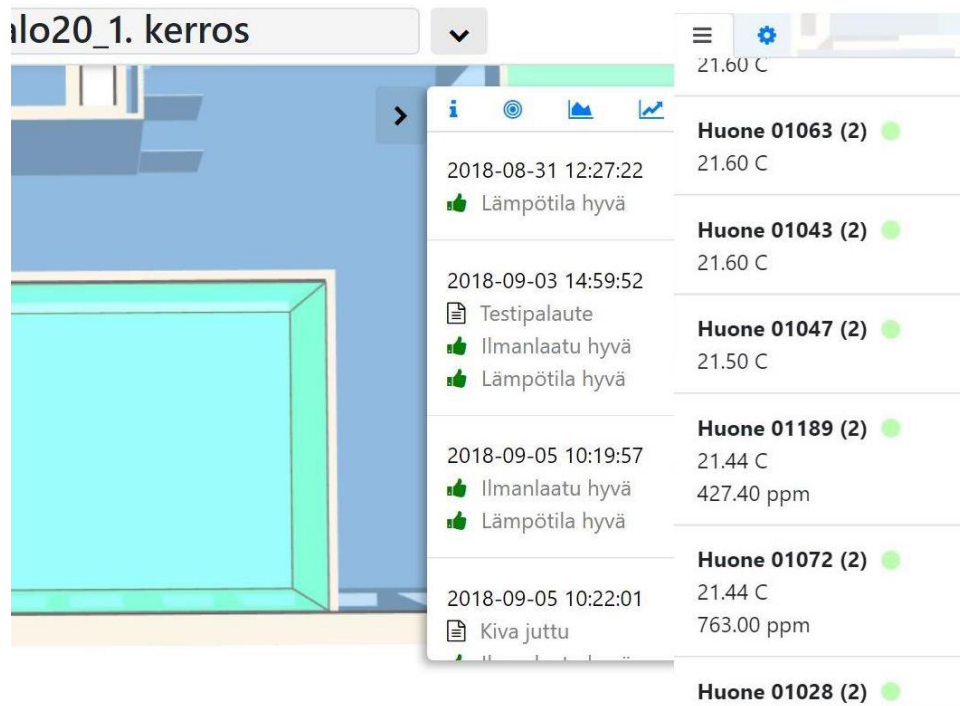 alo20_1. kerros
2018-08-31 12:27:22
Lämpötila hyvä
2018-09-03 14:59:52
Testipalaute
Ilmanlaatu hyvä
Lämpötila hyvä
2018-09-05 10:19:57
Ilmanlaatu hyvä
Lämpötila hyvä
2018-09-05 10:22:01
Kiva juttu
21.60 C
Huone 01063 (2)
21.60 C
Huone 01043 (2)
21.60 C
Huone 01047 (2)
21.50 C
Huone 01189 (2)
21.44 C
427.40 ppm
Huone 01072 (2)
21.44 C
763.00 ppm
Huone 01028 (2)